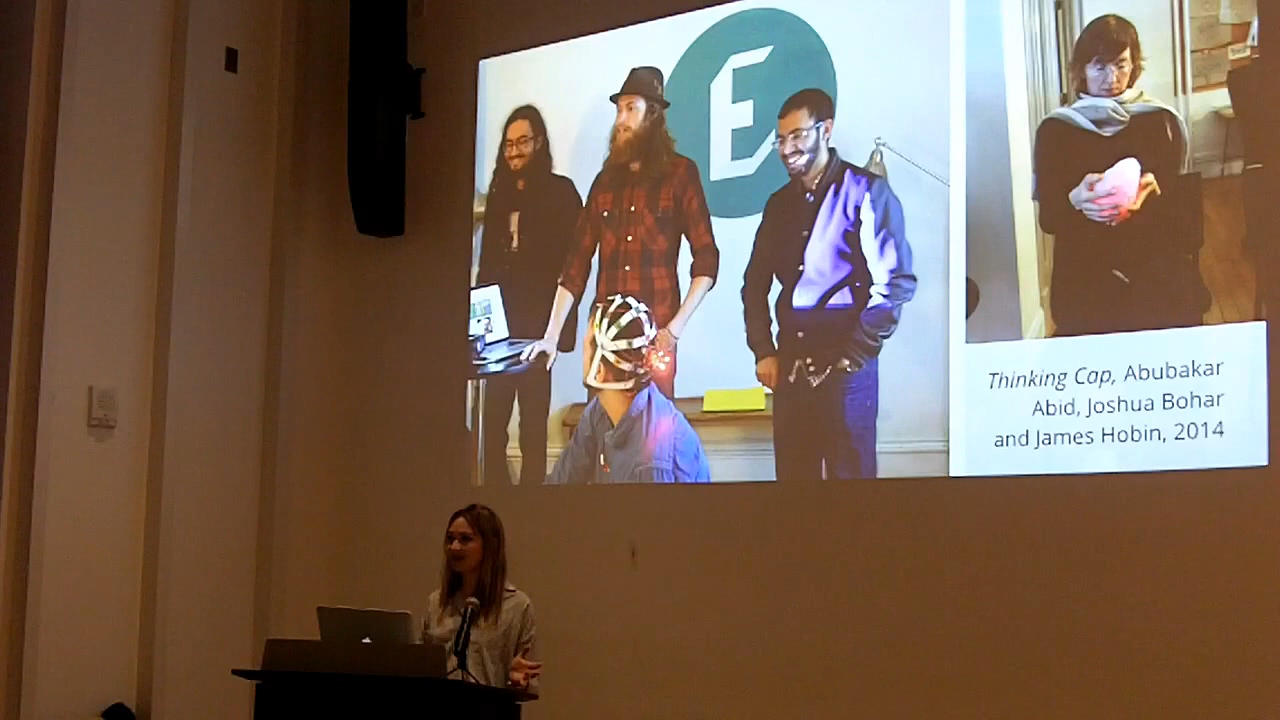 E
Thinking Cap, Abubakar
Abid, Joshua Bohar
and James Hobin, 2014